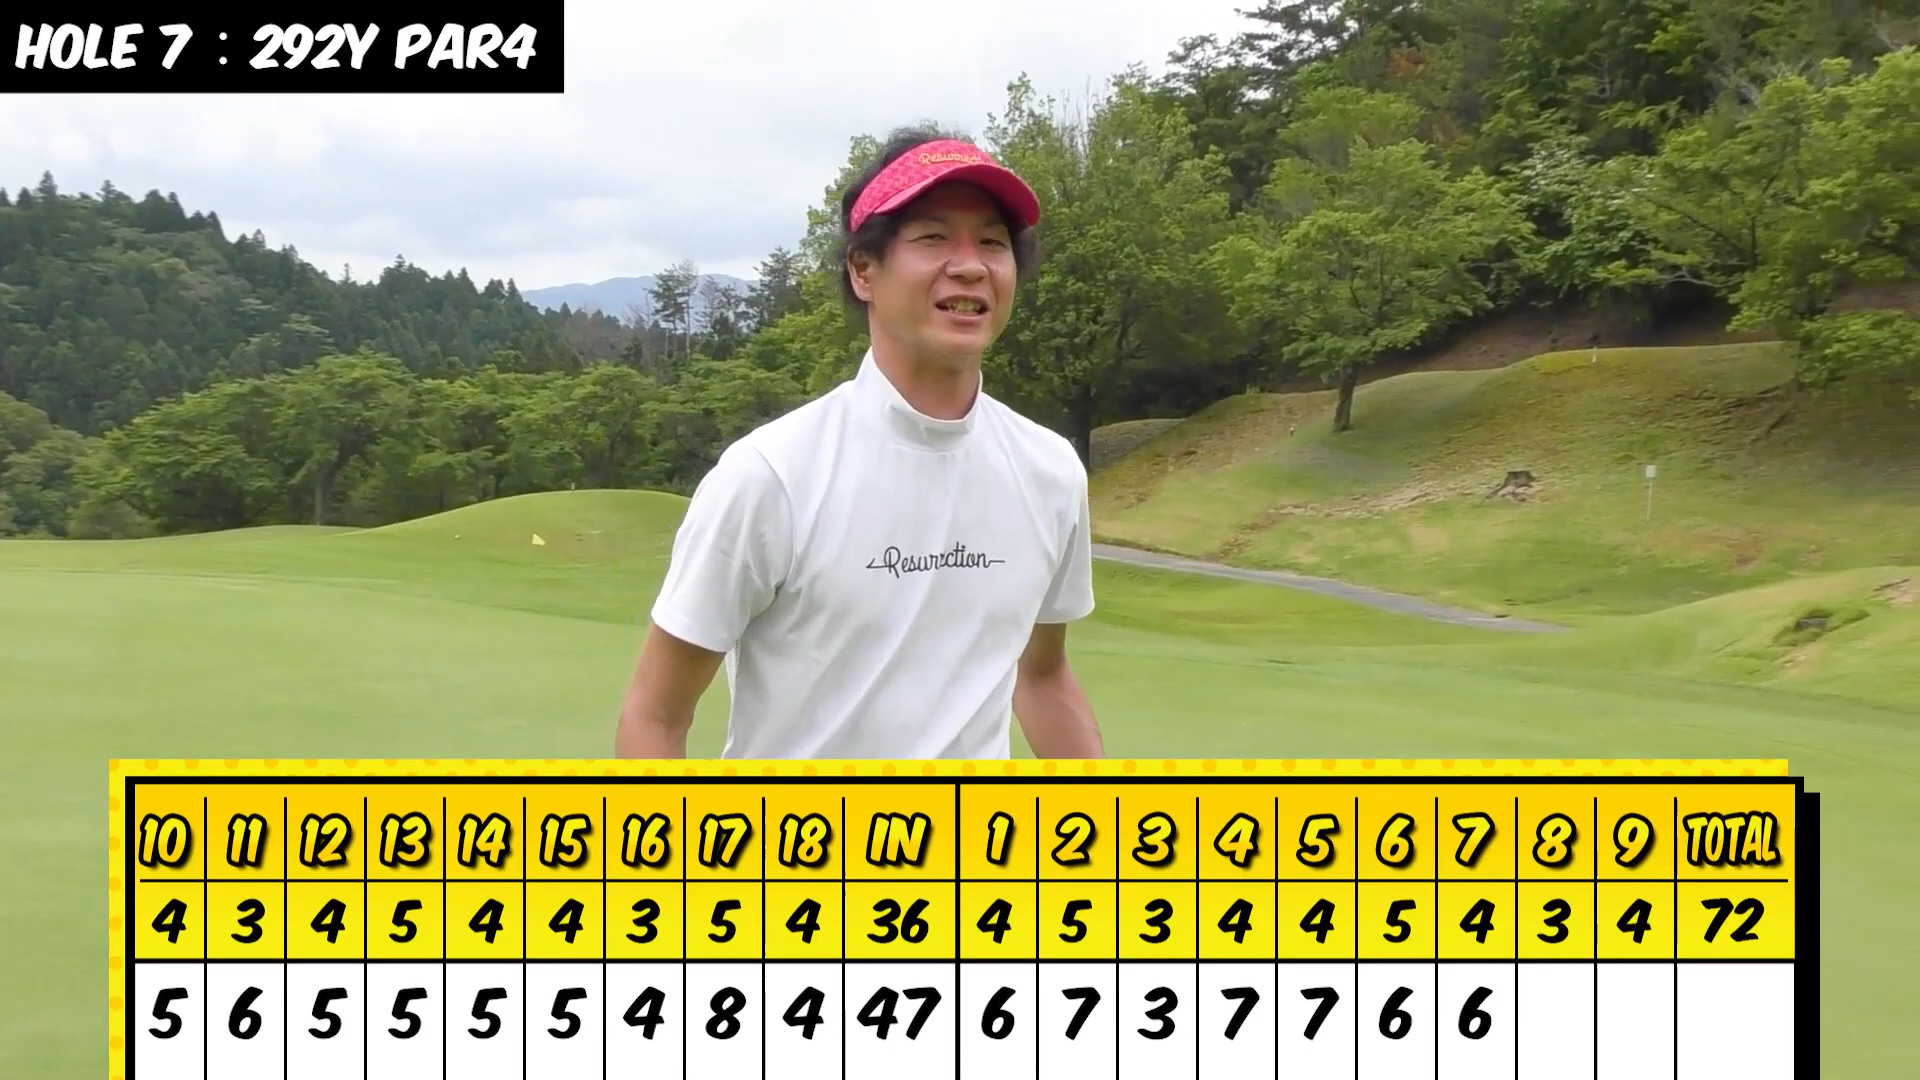 HOLE 7 : 292Y PAR4
Resurrection
10 11 12 13 14 15 16 17 18 IN 1 2 3 4 5 6 7 8 9 TOTAL
4 3 4 5 4 4 3 5 4 36 4 5 3 4 4 5 4 3 4 72
5 6 5 5 5 5 4 8 4 47 6 7 3 7 7 6 6